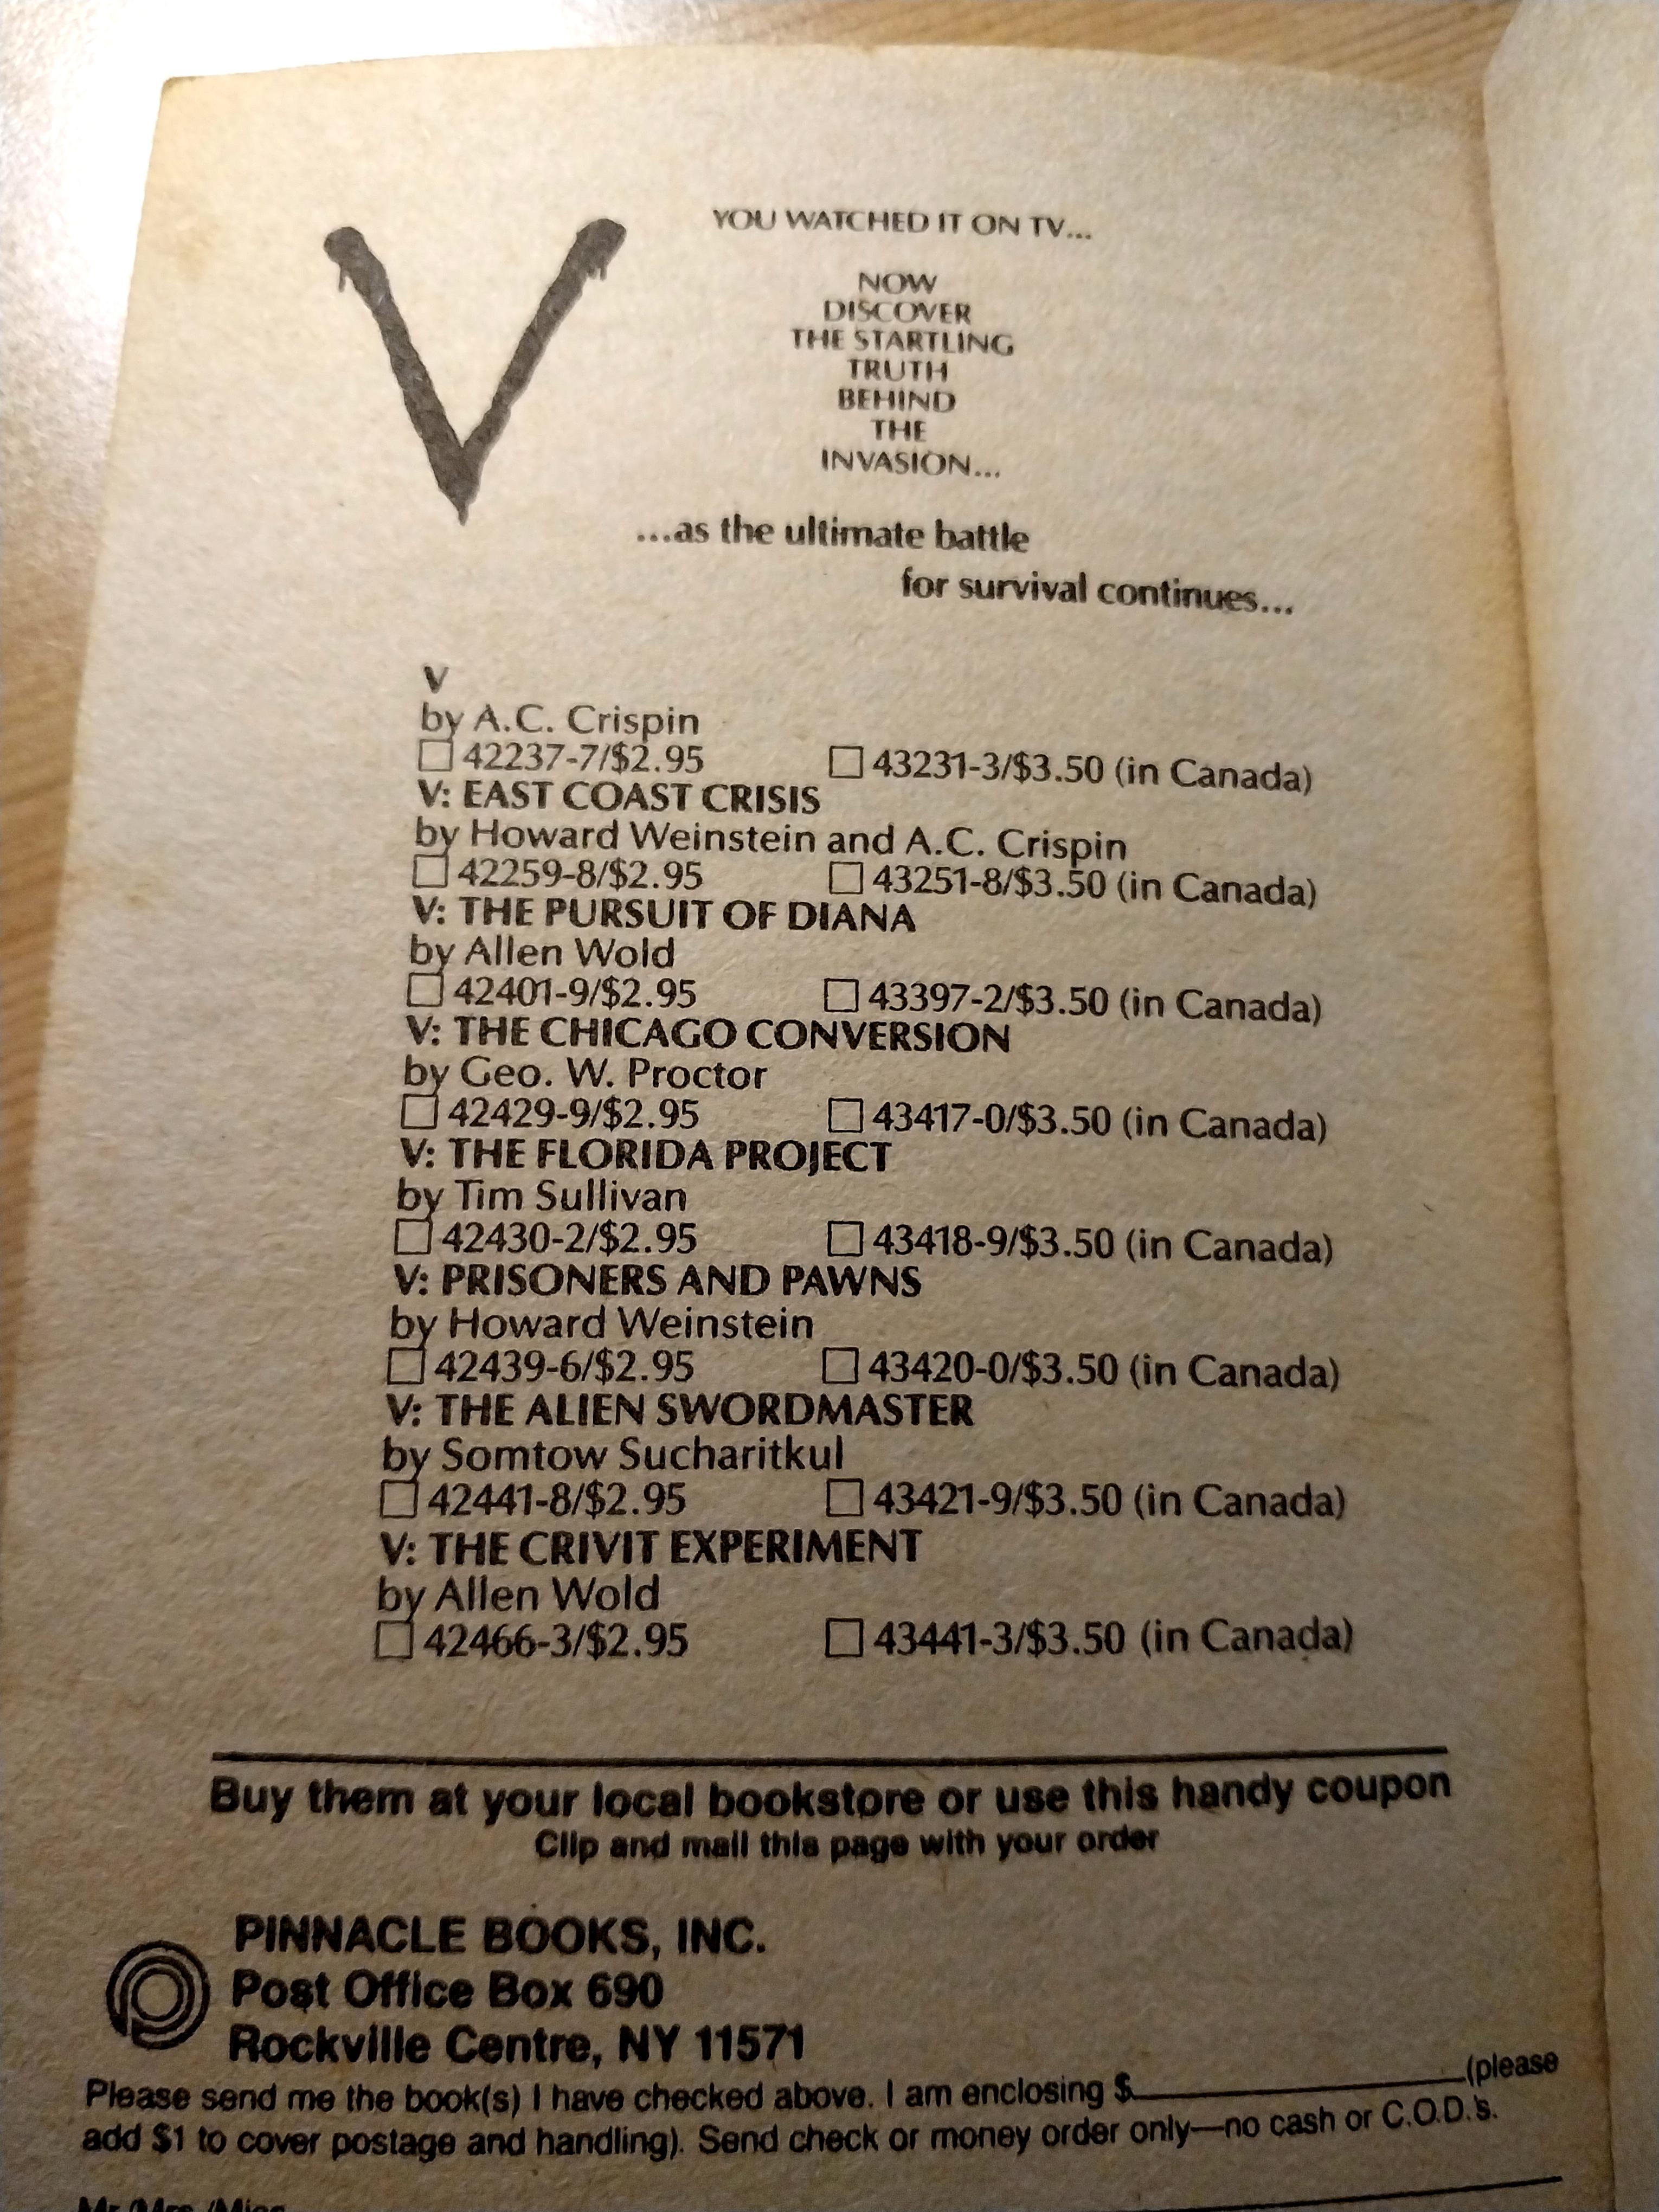 V
YOU WATCHED IT ON TV...
NOW
DISCOVER
THE STARTLING
TRUTH
BEHIND
THE
INVASION...
...as the ultimate battle
for survival continues...
V
by A.C. Crispin
☐ 42237-7/$2.95 ☐ 43231-3/$3.50 (in Canada)
V: EAST COAST CRISIS
by Howard Weinstein and A.C. Crispin
☐ 42259-8/$2.95 ☐ 43251-8/$3.50 (in Canada)
V: THE PURSUIT OF DIANA
by Allen Wold
☐ 42401-9/$2.95 ☐ 43397-2/$3.50 (in Canada)
V: THE CHICAGO CONVERSION
by Geo. W. Proctor
☐ 42429-9/$2.95 ☐ 43417-0/$3.50 (in Canada)
V: THE FLORIDA PROJECT
by Tim Sullivan
☐ 42430-2/$2.95 ☐ 43418-9/$3.50 (in Canada)
V: PRISONERS AND PAWNS
by Howard Weinstein
☐ 42439-6/$2.95 ☐ 43420-0/$3.50 (in Canada)
V: THE ALIEN SWORDMASTER
by Somtow Sucharitkul
☐ 42441-8/$2.95 ☐ 43421-9/$3.50 (in Canada)
V: THE CRIVIT EXPERIMENT
by Allen Wold
☐ 42466-3/$2.95 ☐ 43441-3/$3.50 (in Canada)
Buy them at your local bookstore or use this handy coupon
Clip and mail this page with your order
PINNACLE BOOKS, INC.
Post Office Box 690
Rockville Centre, NY 11571
Please send me the book(s) I have checked above. I am enclosing $____________(please
add $1 to cover postage and handling). Send check or money order only—no cash or C.O.D.'s.
Mr./Mrs./Miss